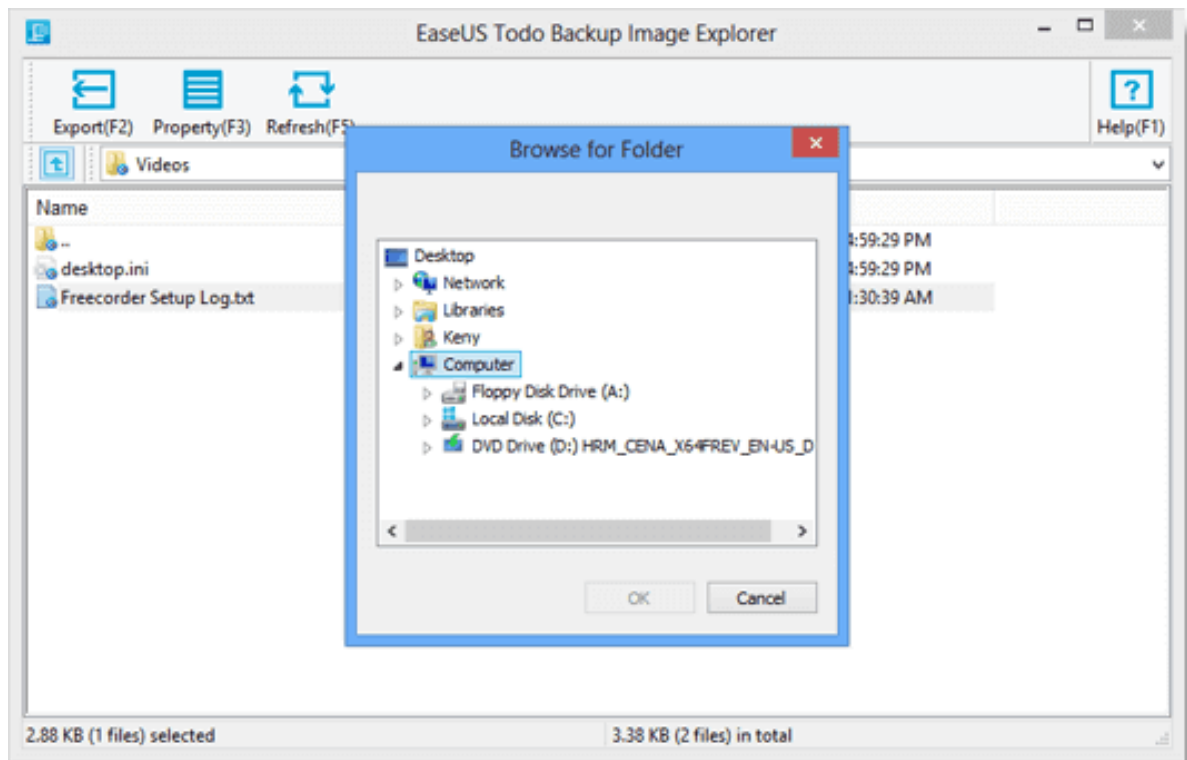 EaseUS Todo Backup Image Explorer
Export(F2) Property(F3) Refresh(F5) Help(F1)
Browse for Folder
Videos
Name
..
desktop.ini
Freecorder Setup Log.txt
4:59:29 PM
4:59:29 PM
1:30:39 AM
Desktop
Network
Libraries
Keny
Computer
Floppy Disk Drive (A:)
Local Disk (C:)
DVD Drive (D:) HRM_CENA_X64FREV_EN-US_D
OK Cancel
2.88 KB (1 files) selected 3.38 KB (2 files) in total